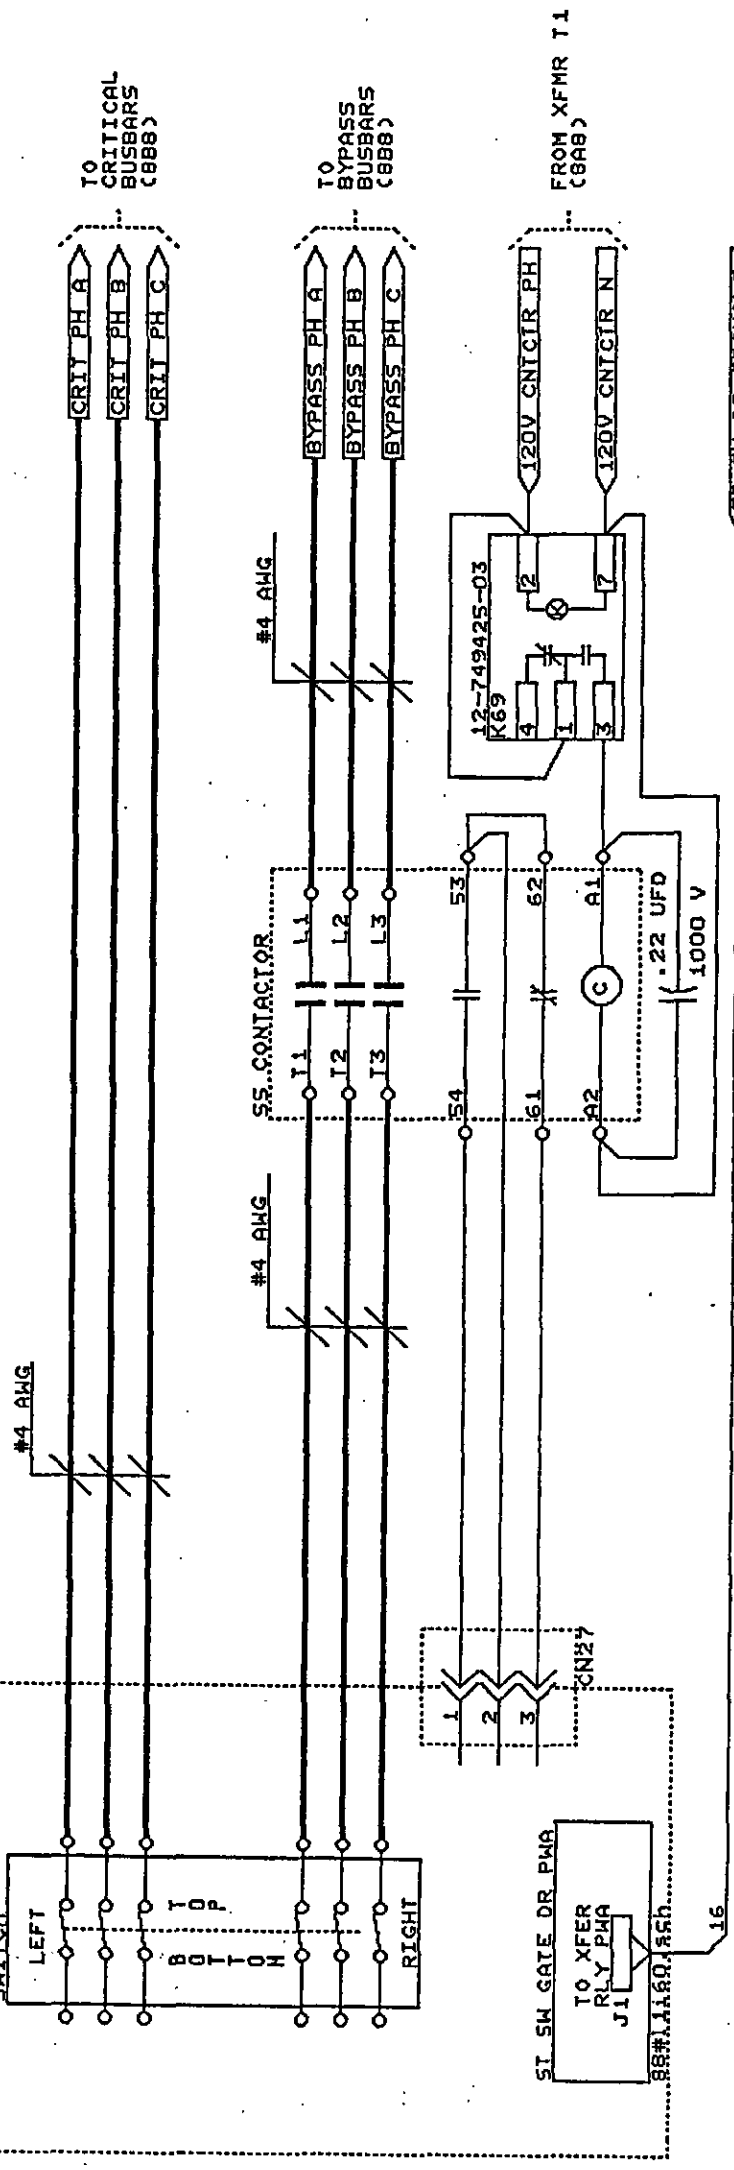 TO
CRITICAL
BUSBARS
(8B8)
CRIT PH A
CRIT PH B
CRIT PH C
#4 AWG
TO
BYPASS
BUSBARS
(8B8)
BYPASS PH A
BYPASS PH B
BYPASS PH C
#4 AWG
SS CONTACTOR
L1
L2
L3
T1
T2
T3
#4 AWG
FROM XFMR T1
(8A8)
120V CNTCTR PH
120V CNTCTR N
12-749425-03
K69
2
7
K
4
1
3
53
62
A1
54
61
A2
C
.22 UFD
1000 V
CN27
1
2
3
LEFT
TOP
BOTTOM
RIGHT
ST SW GATE DR PWA
TO XFER
RLY PWA
J1
16